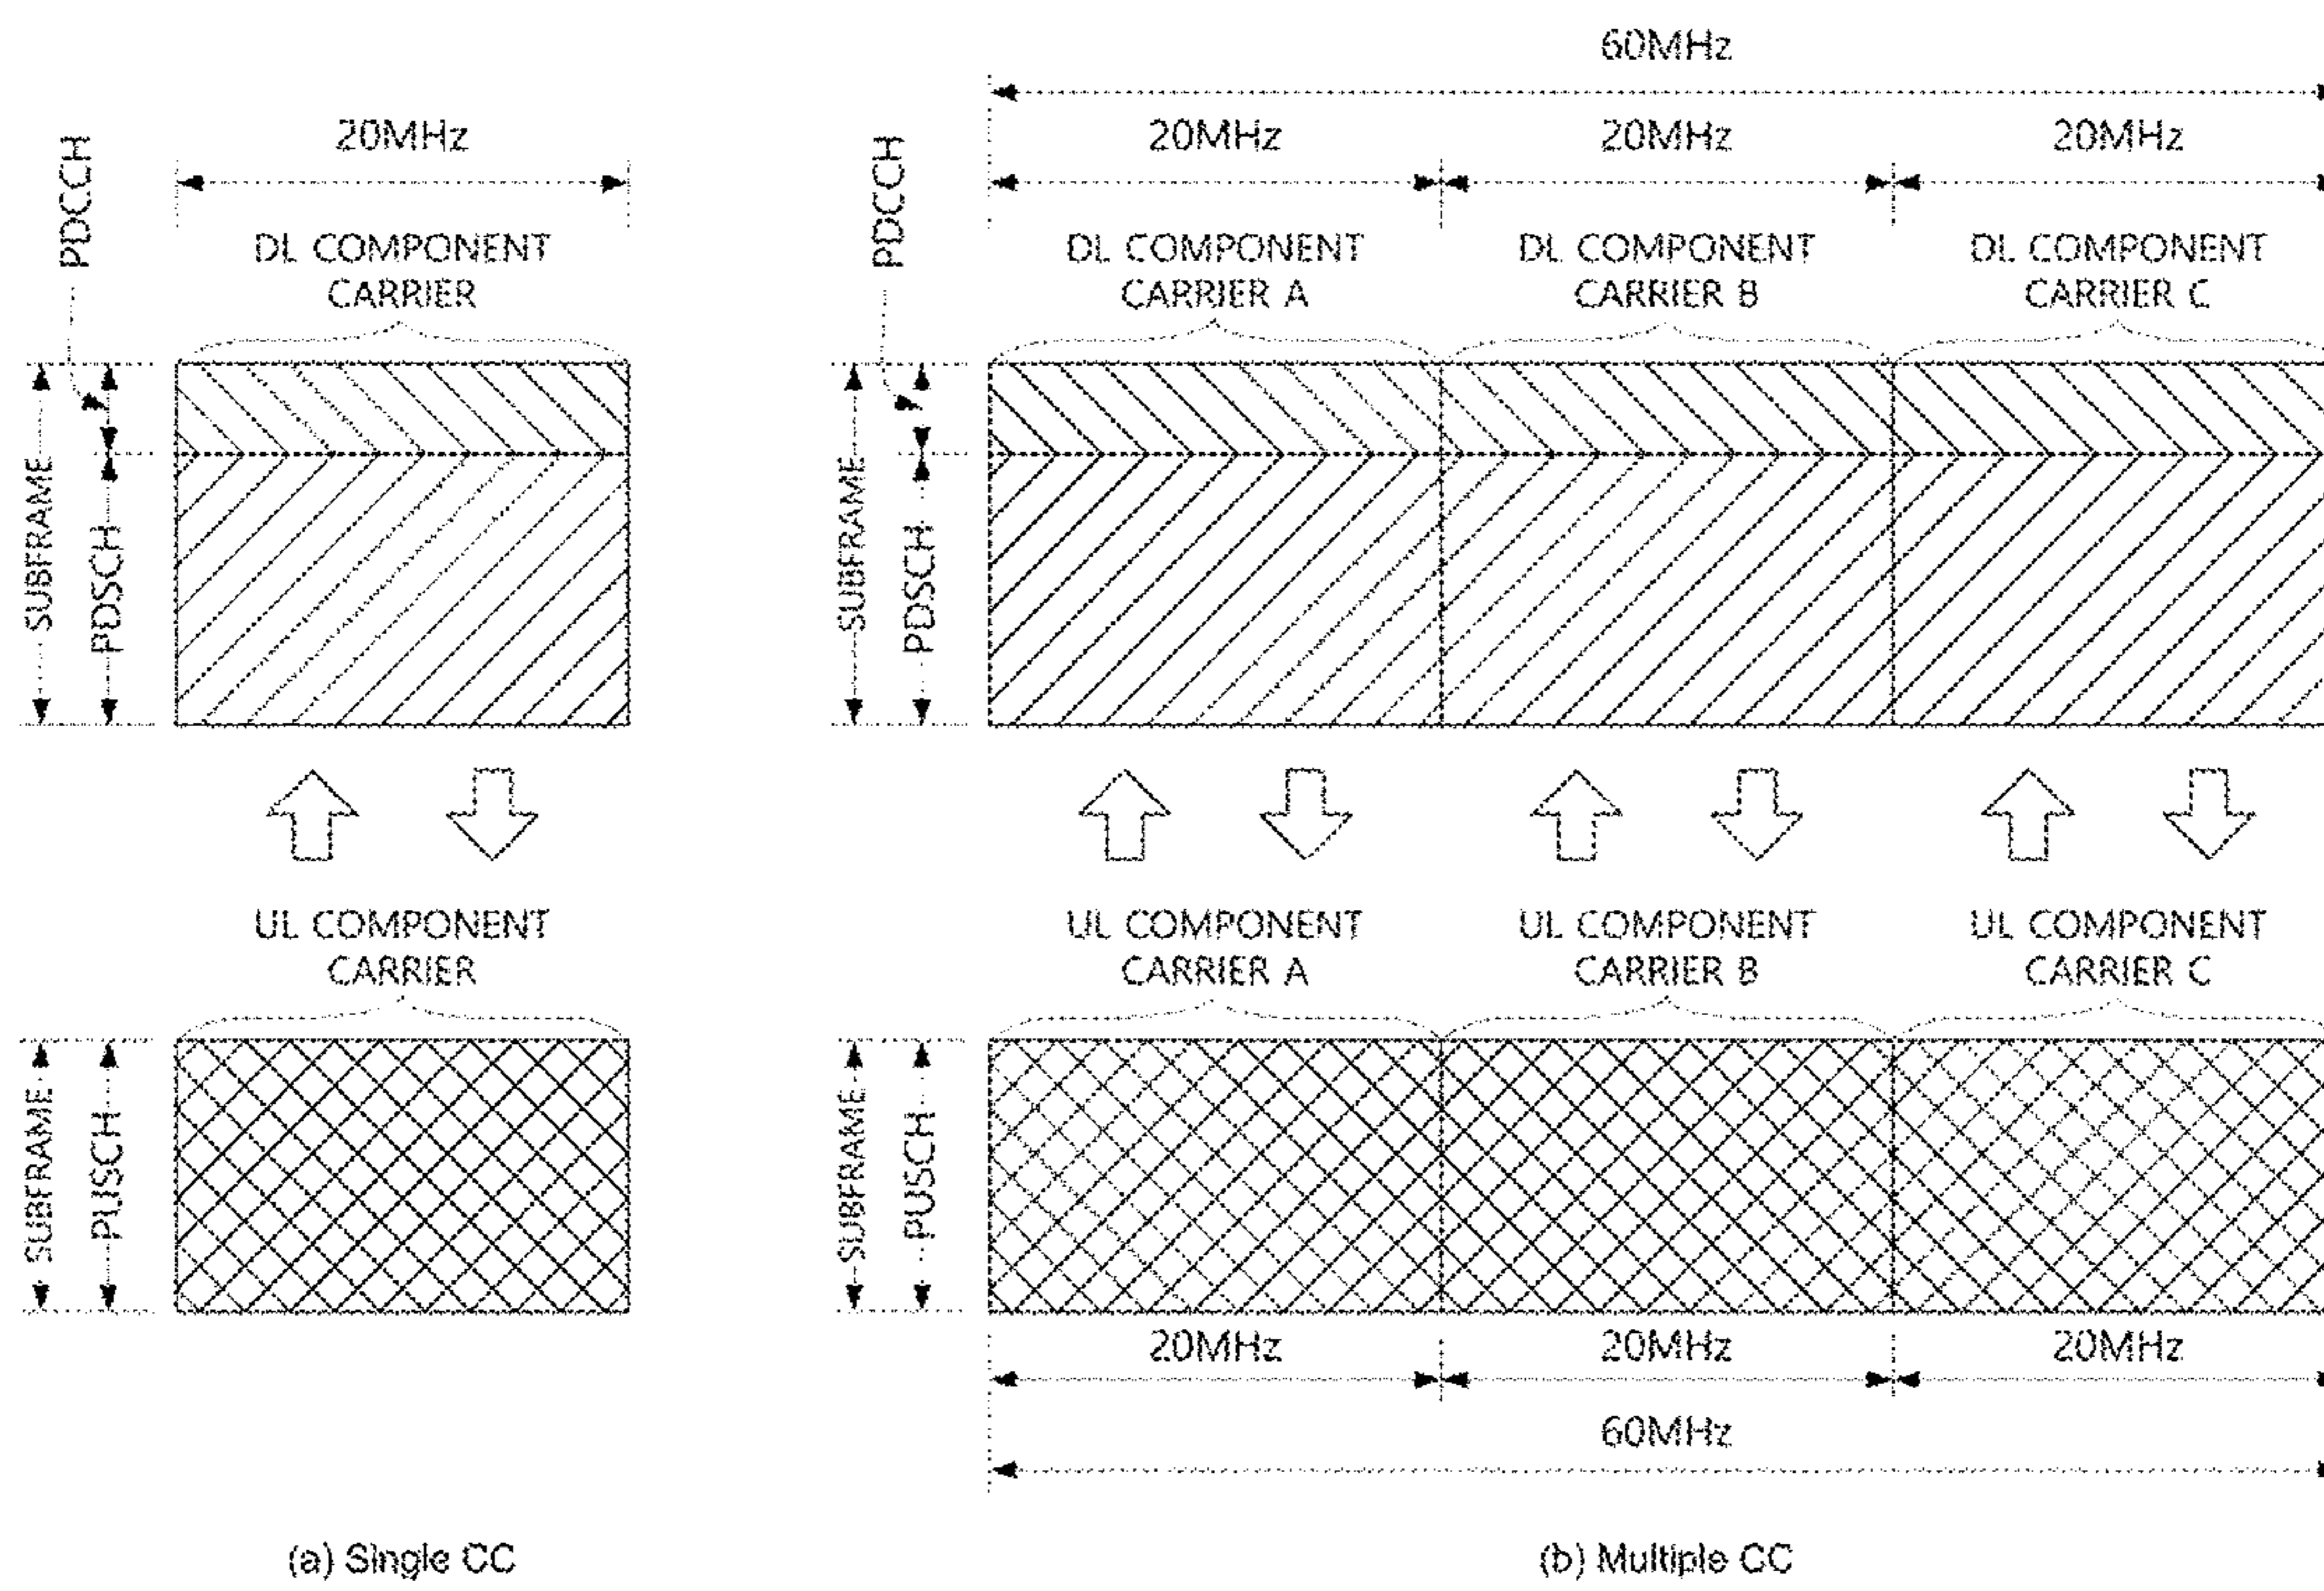 60MHz
20MHz
20MHz
20MHz
20MHz
PDCCH
PDCCH
DL COMPONENT
CARRIER
DL COMPONENT
CARRIER A
DL COMPONENT
CARRIER B
DL COMPONENT
CARRIER C
SUBFRAME
PDSCH
SUBFRAME
PDSCH
UL COMPONENT
CARRIER
UL COMPONENT
CARRIER A
UL COMPONENT
CARRIER B
UL COMPONENT
CARRIER C
SUBFRAME
PUSCH
SUBFRAME
PUSCH
20MHz
20MHz
20MHz
60MHz
(a) Single CC
(b) Multiple CC